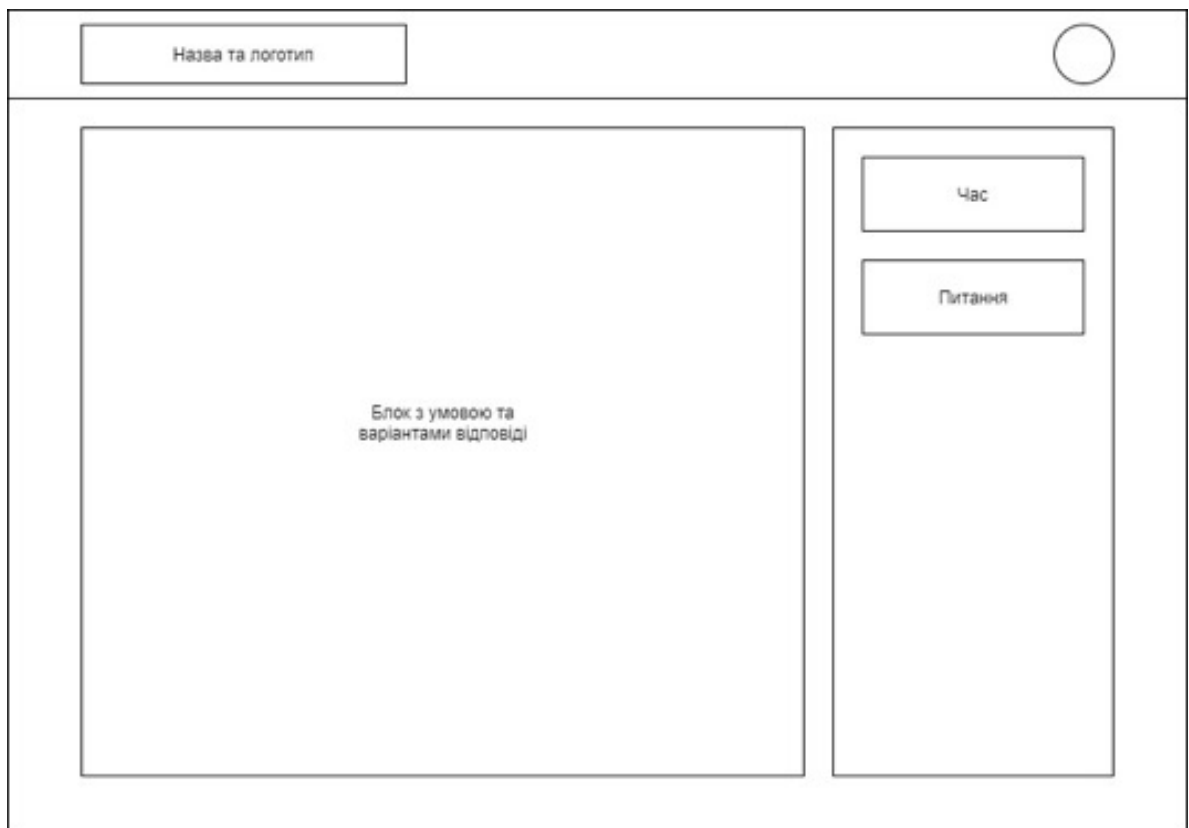 Назва та логотип
Час
Питання
Блок з умовою та
варіантами відповіді